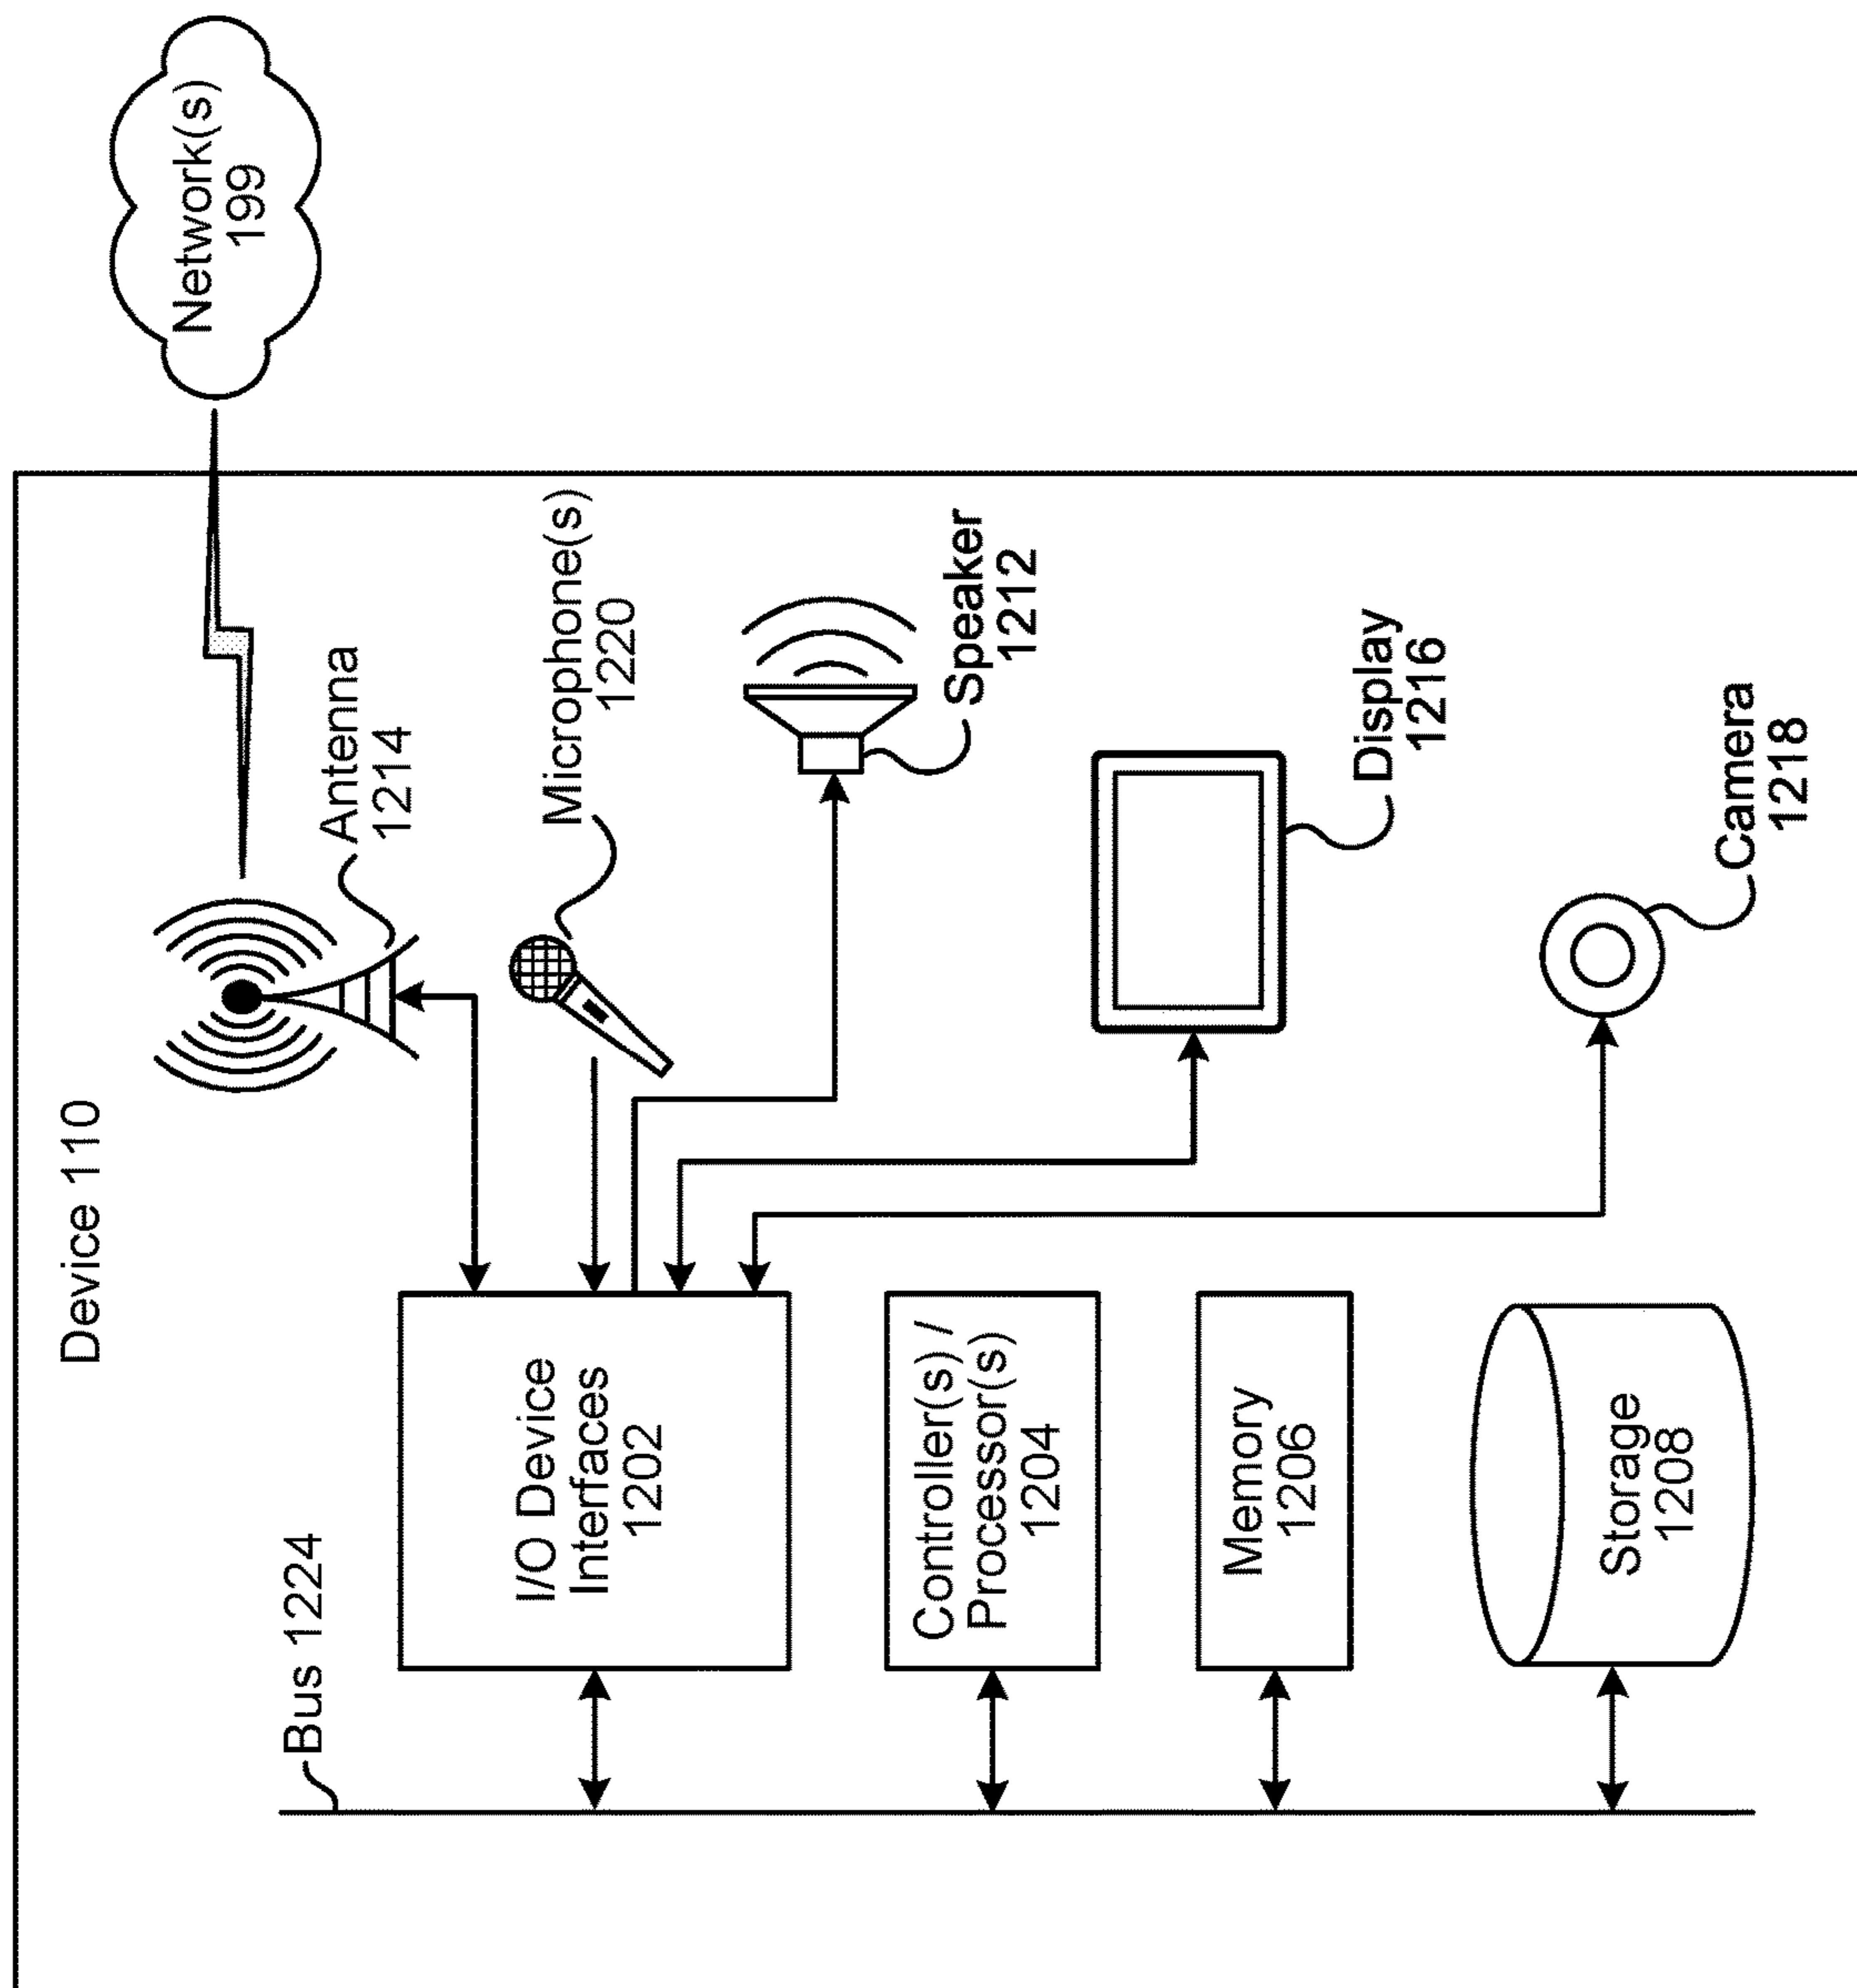 Device 110
Network(s)
199
Bus 1224
Antenna
1214
I/O Device
Interfaces
1202
Microphone(s)
1220
Speaker
1212
Controller(s) /
Processor(s)
1204
Memory
1206
Display
1216
Storage
1208
Camera
1218